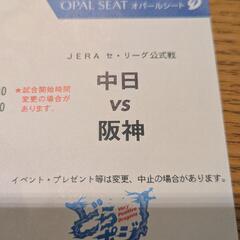 OPAL SEAT オパールシート
JERA セ・リーグ公式戦
★試合開始時間
変更の場合が
あります。
中日
vs
阪神
イベント・プレゼント等は変更、中止の場合があります。
Very
Positive
Dragons